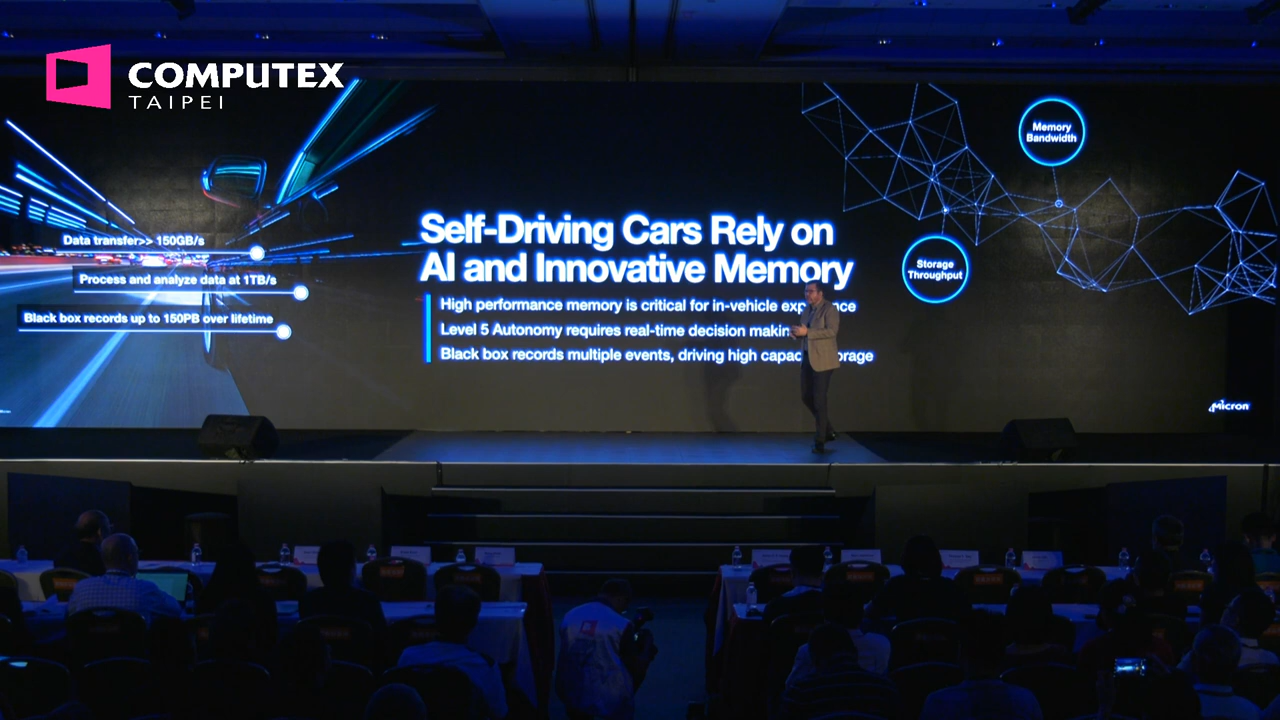 COMPUTEX
TAIPEI
Data transfer>> 150GB/s
Process and analyze data at 1TB/s
Black box records up to 150PB over lifetime
Self-Driving Cars Rely on
AI and Innovative Memory
High performance memory is critical for in-vehicle
Level 5 Autonomy requires real-time decision
Black box records multiple events, driving high
Memory
Bandwidth
Storage
Throughput
Micron